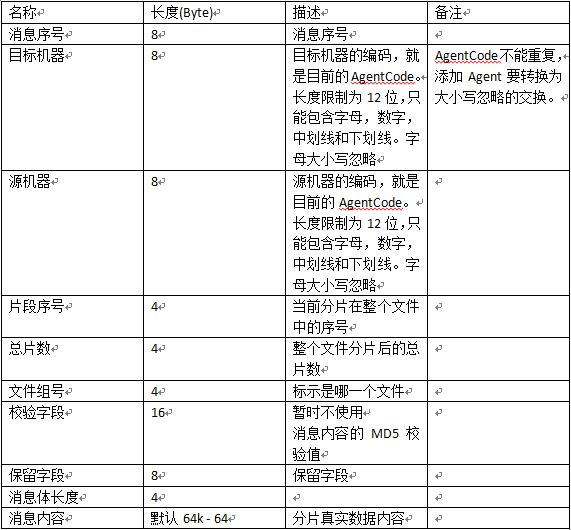 名称 长度(Byte) 描述 备注
消息序号 8 消息序号
目标机器 8 目标机器的编码，就 AgentCode不能重复，
是目前的 AgentCode。 添加 Agent 要转换为
长度限制为 12 位，只 大小写忽略的交换。
能包含字母，数字，
中划线和下划线。字
母大小写忽略
源机器 8 源机器的编码，就是
目前的 AgentCode。
长度限制为 12 位，只
能包含字母，数字，
中划线和下划线。字
母大小写忽略
片段序号 4 当前分片在整个文件
中的序号
总片数 4 整个文件分片后的总
片数
文件组号 4 标示是哪一个文件
校验字段 16 暂时不使用
消息内容的 MD5 校
验值
保留字段 8 保留字段
消息体长度 4
消息内容 默认 64k - 64 分片真实数据内容